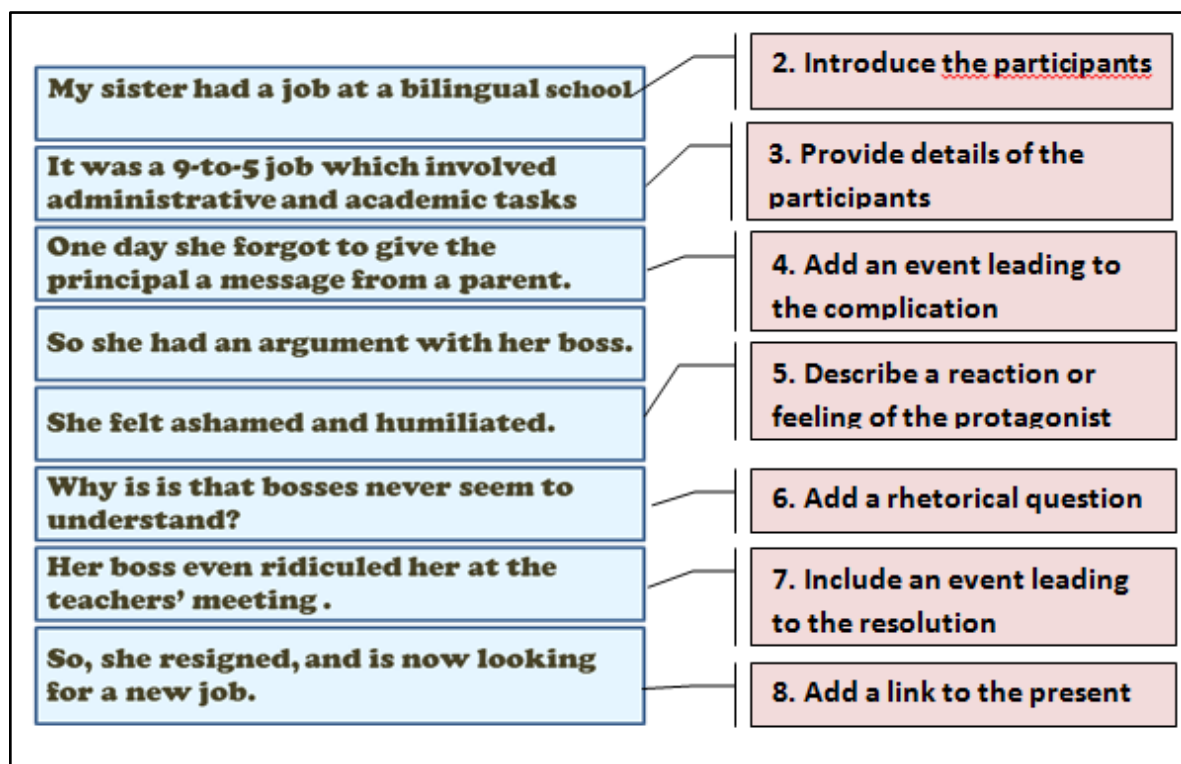 My sister had a job at a bilingual school
It was a 9-to-5 job which involved
administrative and academic tasks
One day she forgot to give the
principal a message from a parent.
So she had an argument with her boss.
She felt ashamed and humiliated.
Why is is that bosses never seem to
understand?
Her boss even ridiculed her at the
teachers’ meeting .
So, she resigned, and is now looking
for a new job.
2. Introduce the participants
3. Provide details of the
participants
4. Add an event leading to
the complication
5. Describe a reaction or
feeling of the protagonist
6. Add a rhetorical question
7. Include an event leading
to the resolution
8. Add a link to the present